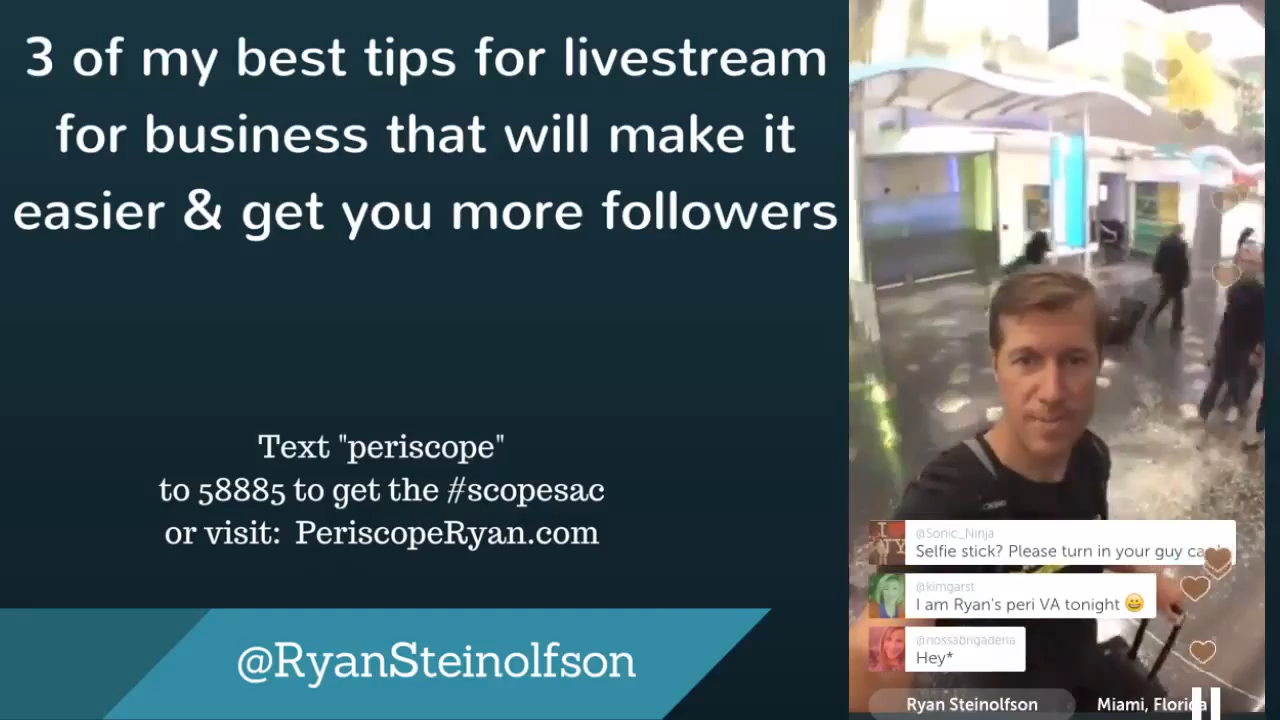 3 of my best tips for livestream
for business that will make it
easier & get you more followers
Text "periscope"
to 58885 to get the #scopesac
or visit: PeriscopeRyan.com
@RyanSteinolfson
@Sonic_Ninja
Selfie stick? Please turn in your guy
@kimgarst
I am Ryan's peri VA tonight 😀
@nossabrigaderia
Hey*
Ryan Steinolfson
Miami, Florida
I
NY